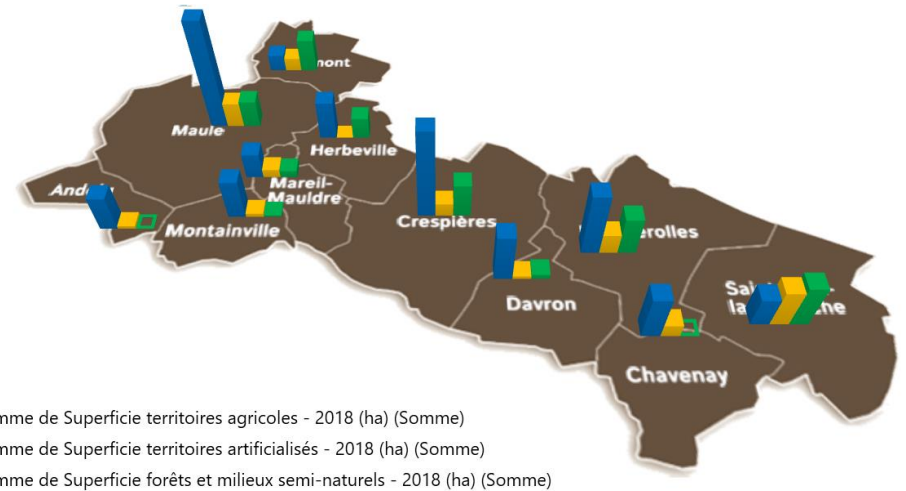 mont
Maule
Herbeville
Mareil-
Mauldre
Montainville
Crespières
erolles
Davron
Chavenay
mme de Superficie territoires agricoles - 2018 (ha) (Somme)
mme de Superficie territoires artificialisés - 2018 (ha) (Somme)
mme de Superficie forêts et milieux semi-naturels - 2018 (ha) (Somme)